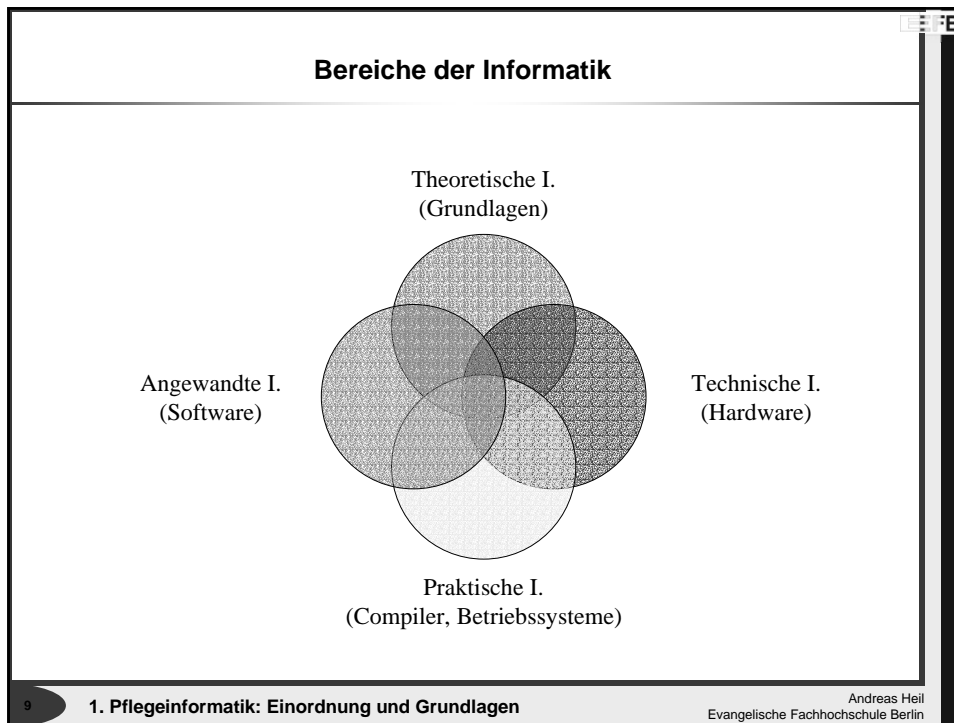 Bereiche der Informatik
Theoretische I.
(Grundlagen)
Angewandte I.
(Software)
Technische I.
(Hardware)
Praktische I.
(Compiler, Betriebssysteme)
9
1. Pflegeinformatik: Einordnung und Grundlagen
Andreas Heil
Evangelische Fachhochschule Berlin